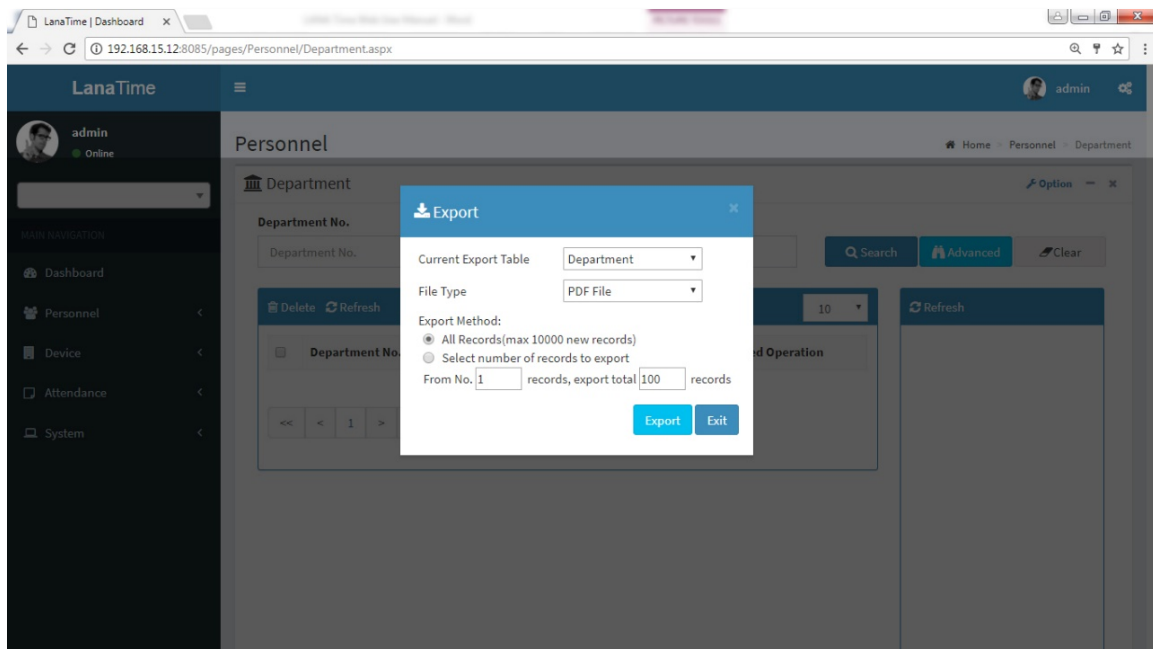 LanaTime | Dashboard
192.168.15.12:8085/pages/Personnel/Department.aspx
LanaTime
admin
admin
Online
Personnel
Home > Personnel > Department
Department
Option
Department No.
Department No.
Search
Advanced
Clear
MAIN NAVIGATION
Dashboard
Personnel
Device
Attendance
System
Delete Refresh
10
Refresh
Department No.
ed Operation
<< < 1 >
Export
Current Export Table Department
File Type PDF File
Export Method:
All Records(max 10000 new records)
Select number of records to export
From No. 1 records, export total 100 records
Export Exit